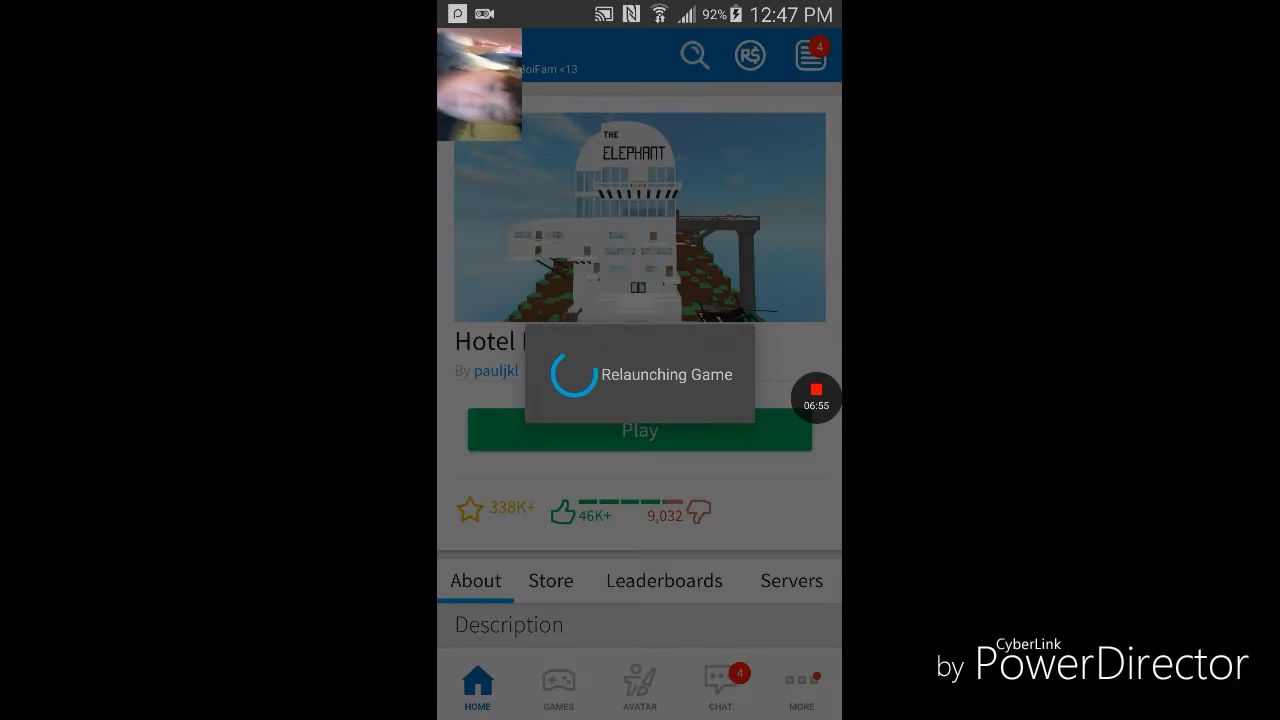 92% 12:47 PM
BoiFam <13
R$
4
THE
ELEPHANT
Hotel
By pauljkl
Relaunching Game
06:55
Play
338K+
46K+
9,032
About Store Leaderboards Servers
Description
4
HOME GAMES AVATAR CHAT MORE
CyberLink
by PowerDirector